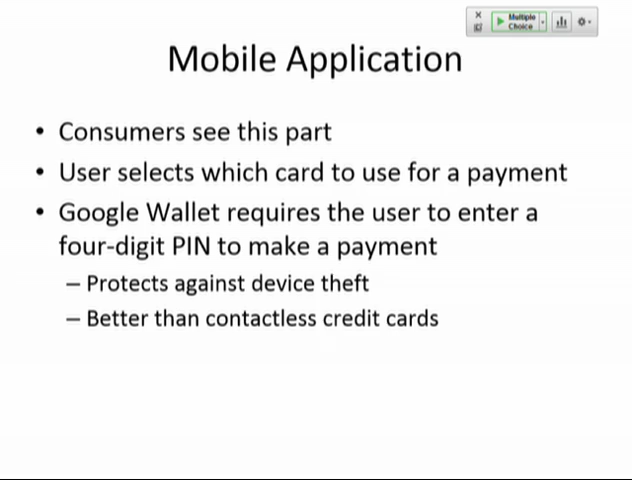 Multiple
Choice
Mobile Application
• Consumers see this part
• User selects which card to use for a payment
• Google Wallet requires the user to enter a
four-digit PIN to make a payment
– Protects against device theft
– Better than contactless credit cards